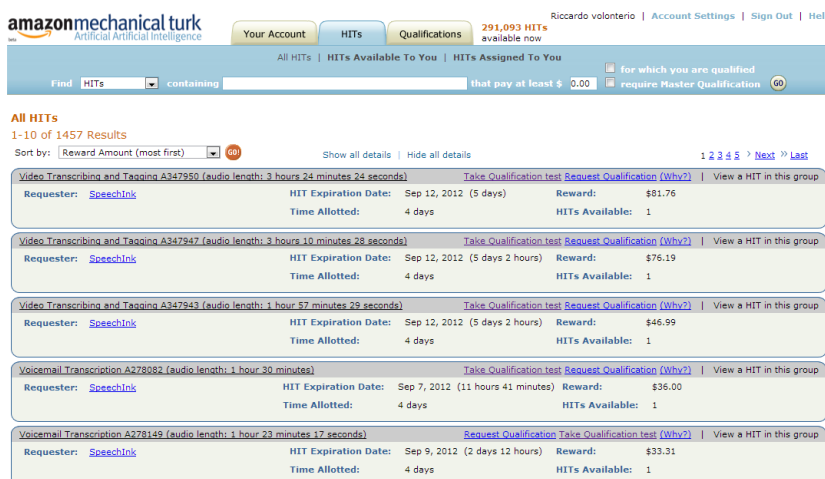 Riccardo volonterio | Account Settings | Sign Out | Hel
amazonmechanical turk
beta Artificial Artificial Intelligence
Your Account HITs Qualifications 291,093 HITs
available now
All HITs | HITs Available To You | HITs Assigned To You
Find HITs containing that pay at least $ 0.00 for which you are qualified
require Master Qualification GO
All HITs
1-10 of 1457 Results
Sort by: Reward Amount (most first) GO! Show all details | Hide all details 1 2 3 4 5 › Next » Last
Video Transcribing and Tagging A347950 (audio length: 3 hours 24 minutes 24 seconds) Take Qualification test Request Qualification (Why?) | View a HIT in this group
Requester: SpeechInk HIT Expiration Date: Sep 12, 2012 (5 days) Reward: $81.76
Time Allotted: 4 days HITs Available: 1
Video Transcribing and Tagging A347947 (audio length: 3 hours 10 minutes 28 seconds) Take Qualification test Request Qualification (Why?) | View a HIT in this group
Requester: SpeechInk HIT Expiration Date: Sep 12, 2012 (5 days 2 hours) Reward: $76.19
Time Allotted: 4 days HITs Available: 1
Video Transcribing and Tagging A347943 (audio length: 1 hour 57 minutes 29 seconds) Take Qualification test Request Qualification (Why?) | View a HIT in this group
Requester: SpeechInk HIT Expiration Date: Sep 12, 2012 (5 days 2 hours) Reward: $46.99
Time Allotted: 4 days HITs Available: 1
Voicemail Transcription A278082 (audio length: 1 hour 30 minutes) Take Qualification test Request Qualification (Why?) | View a HIT in this group
Requester: SpeechInk HIT Expiration Date: Sep 7, 2012 (11 hours 41 minutes) Reward: $36.00
Time Allotted: 4 days HITs Available: 1
Voicemail Transcription A278149 (audio length: 1 hour 23 minutes 17 seconds) Request Qualification Take Qualification test (Why?) | View a HIT in this group
Requester: SpeechInk HIT Expiration Date: Sep 9, 2012 (2 days 12 hours) Reward: $33.31
Time Allotted: 4 days HITs Available: 1